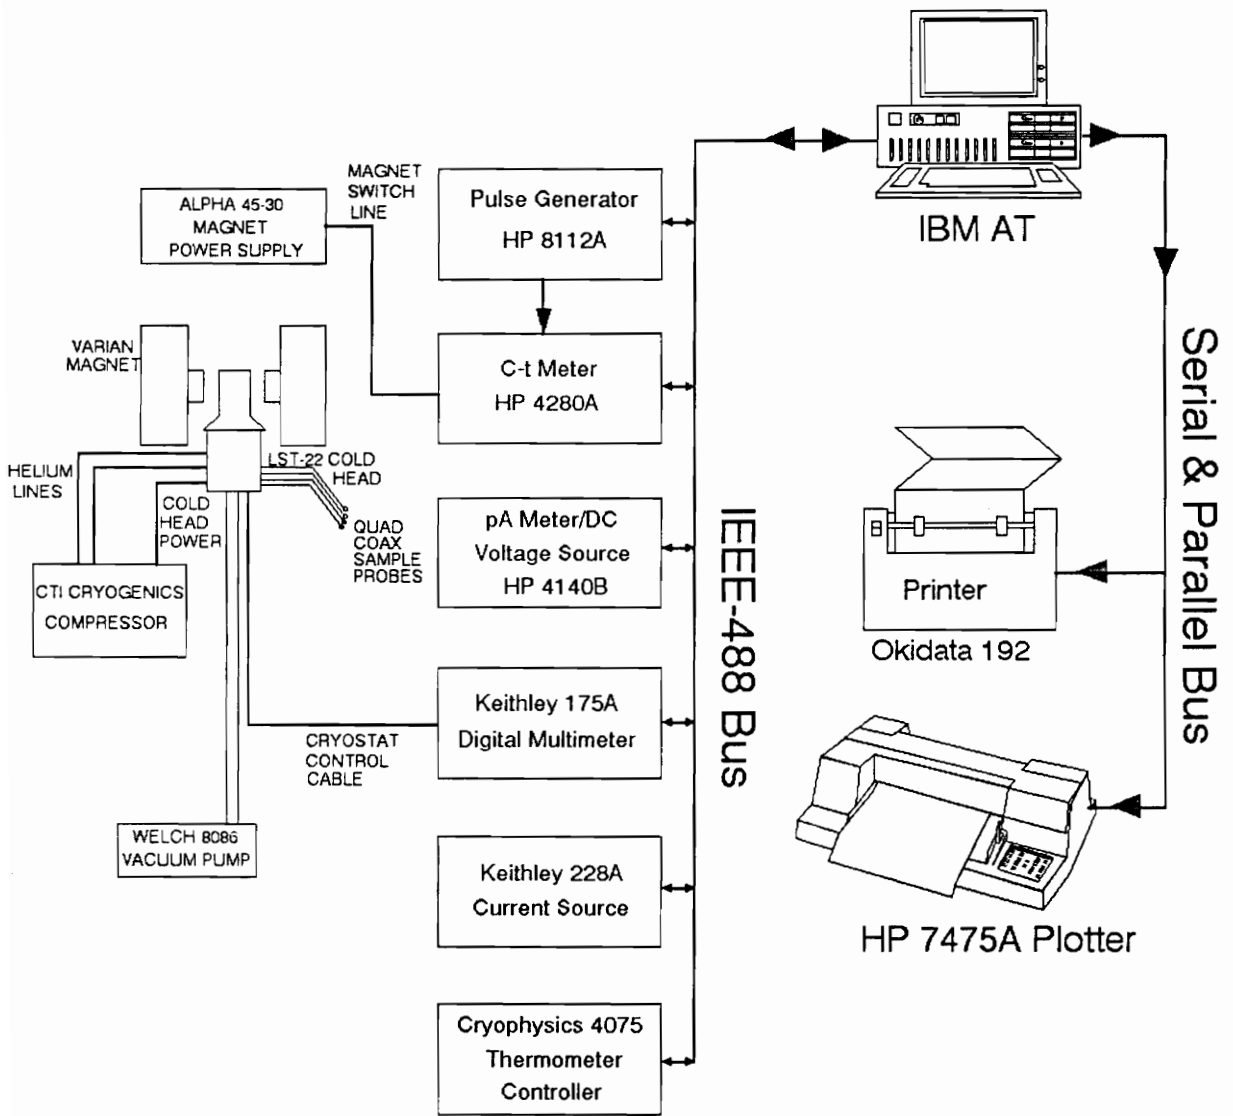 ALPHA 45-30
MAGNET
POWER SUPPLY
MAGNET
SWITCH
LINE
Pulse Generator
HP 8112A
IBM AT
VARIAN
MAGNET
C-t Meter
HP 4280A
HELIUM
LINES
LST-22 COLD
HEAD
COLD
HEAD
POWER
QUAD
COAX
SAMPLE
PROBES
CTI CRYOGENICS
COMPRESSOR
pA Meter/DC
Voltage Source
HP 4140B
IEEE-488 Bus
Serial & Parallel Bus
Printer
Okidata 192
Keithley 175A
Digital Multimeter
CRYOSTAT
CONTROL
CABLE
WELCH 8086
VACUUM PUMP
Keithley 228A
Current Source
HP 7475A Plotter
Cryophysics 4075
Thermometer
Controller